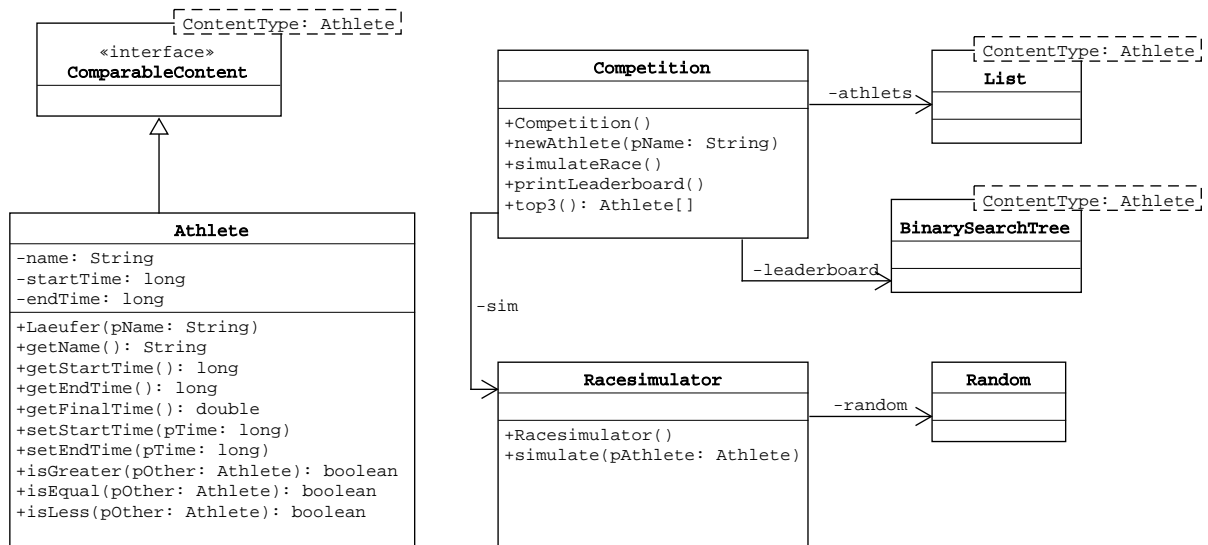 ContentType: Athlete
«interface»
ComparableContent
Athlete
-name: String
-startTime: long
-endTime: long
+Laeufer(pName: String)
+getName(): String
+getStartTime(): long
+getEndTime(): long
+getFinalTime(): double
+setStartTime(pTime: long)
+setEndTime(pTime: long)
+isGreater(pOther: Athlete): boolean
+isEqual(pOther: Athlete): boolean
+isLess(pOther: Athlete): boolean
Competition
+Competition()
+newAthlete(pName: String)
+simulateRace()
+printLeaderboard()
+top3(): Athlete[]
-athlets
ContentType: Athlete
List
-leaderboard
ContentType: Athlete
BinarySearchTree
-sim
Racesimulator
+Racesimulator()
+simulate(pAthlete: Athlete)
-random
Random